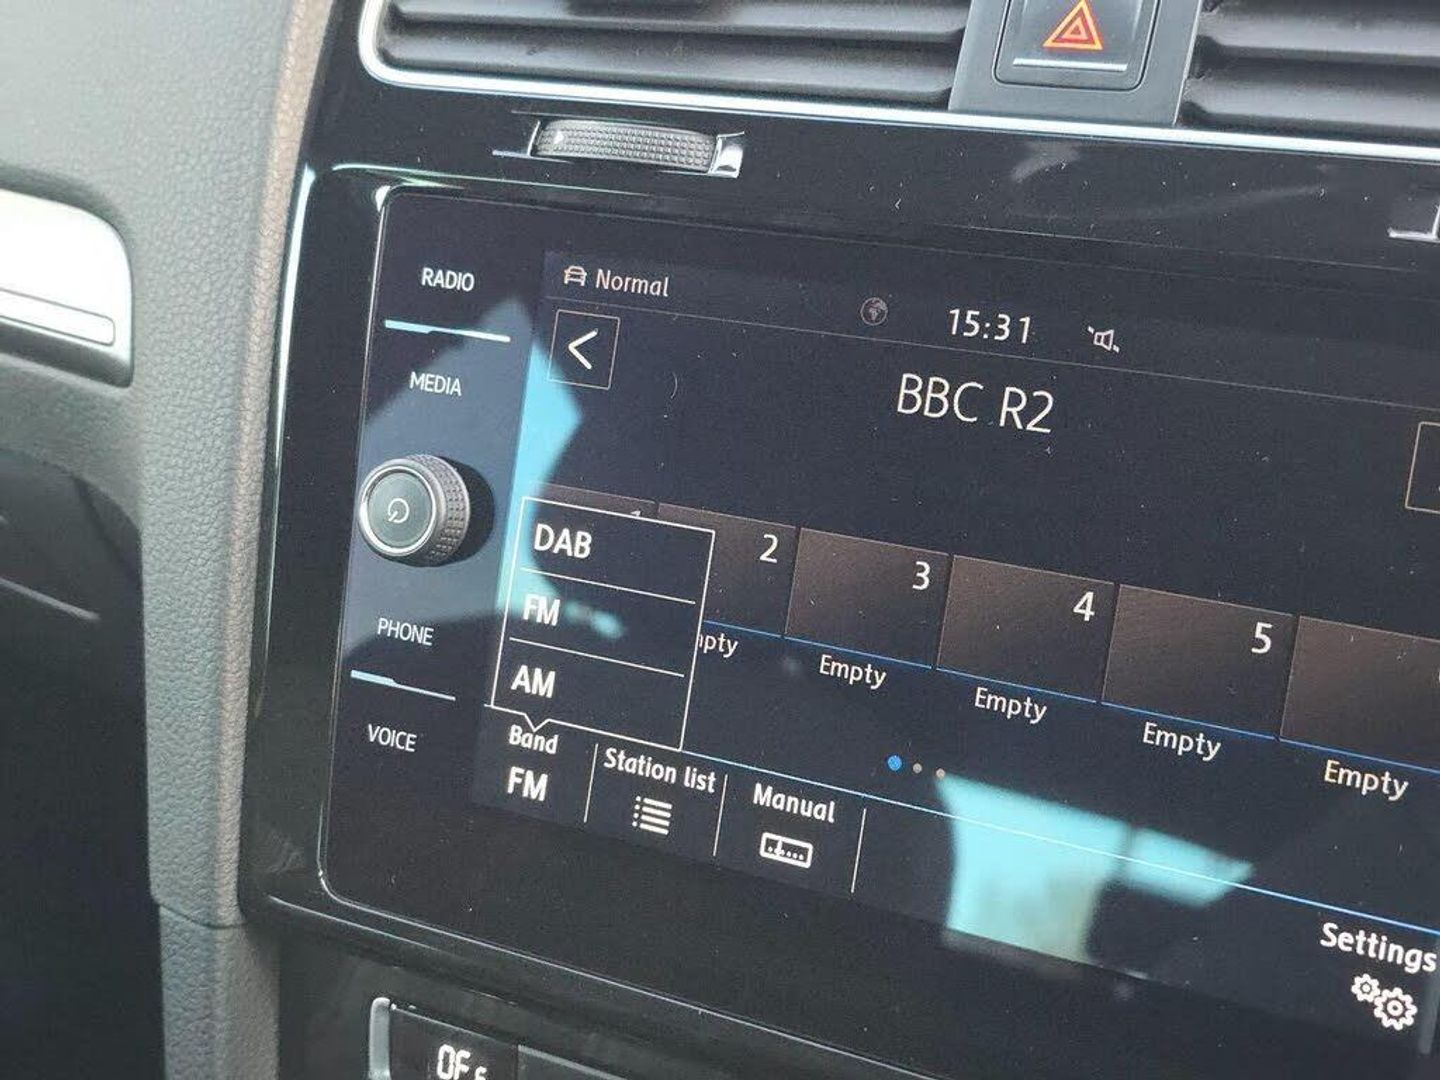 RADIO
Normal
15:31
MEDIA
BBC R2
DAB
FM
AM
2
3
4
5
Empty
Empty
Empty
Empty
PHONE
VOICE
Band
FM
Station list
Manual
Settings